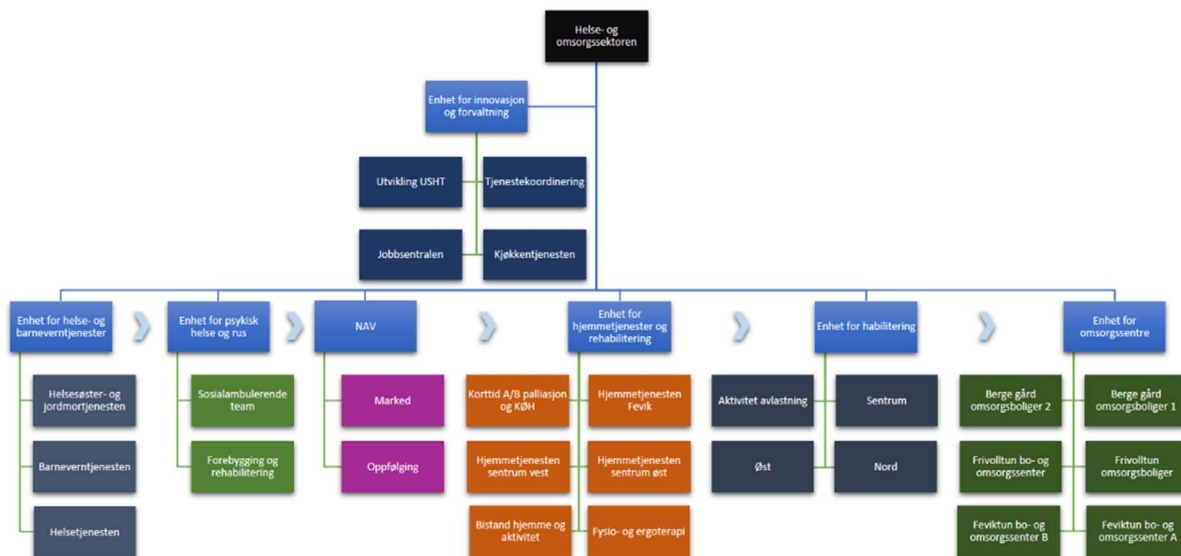 Helse- og
omsorgssektoren
Enhet for innovasjon
og forvaltning
Utvikling USHT
Tjenestekoordinering
Jobbsentralen
Kjøkkentjenesten
Enhet for helse- og
barneverntjenester
Enhet for psykisk
helse og rus
NAV
Enhet for
hjemmetjenester og
rehabilitering
Enhet for habilitering
Enhet for
omsorgssentre
Helsesøster- og
jordmortjenesten
Barneverntjenesten
Helsetjenesten
Sosialambulerende
team
Forebygging og
rehabilitering
Marked
Oppfølging
Korttid A/B palliasjon
og KØH
Hjemmetjenesten
Fevik
Hjemmetjenesten
sentrum vest
Hjemmetjenesten
sentrum øst
Bistand hjemme og
aktivitet
Fysio- og ergoterapi
Aktivitet avlastning
Sentrum
Øst
Nord
Berge gård
omsorgsboliger 2
Berge gård
omsorgsboliger 1
Frivolltun bo- og
omsorgssenter
Frivolltun
omsorgsboliger
Feviktun bo- og
omsorgssenter B
Feviktun bo- og
omsorgssenter A